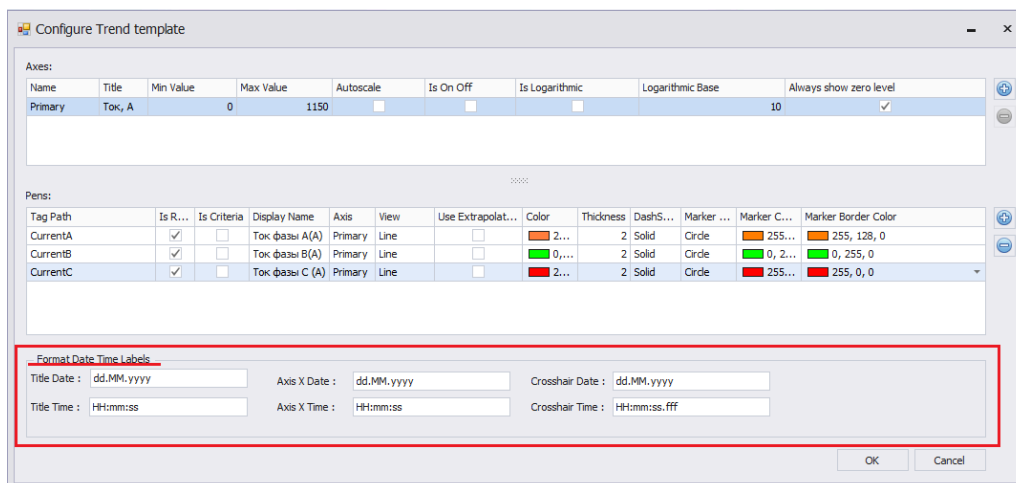 Configure Trend template
Axes:
Name Title Min Value Max Value Autoscale Is On Off Is Logarithmic Logarithmic Base Always show zero level
Primary Ток, А 0 1150 10
Pens:
Tag Path Is R... Is Criteria Display Name Axis View Use Extrapolat... Color Thickness DashS... Marker ... Marker C... Marker Border Color
CurrentA Ток фазы А(А) Primary Line 2... 2 Solid Circle 255... 255, 128, 0
CurrentB Ток фазы В(А) Primary Line 0,... 2 Solid Circle 0, 2... 0, 255, 0
CurrentC Ток фазы С (А) Primary Line 2... 2 Solid Circle 255... 255, 0, 0
Format Date Time Labels
Title Date : dd.MM.yyyy Axis X Date : dd.MM.yyyy Crosshair Date : dd.MM.yyyy
Title Time : HH:mm:ss Axis X Time : HH:mm:ss Crosshair Time : HH:mm:ss.fff
OK Cancel